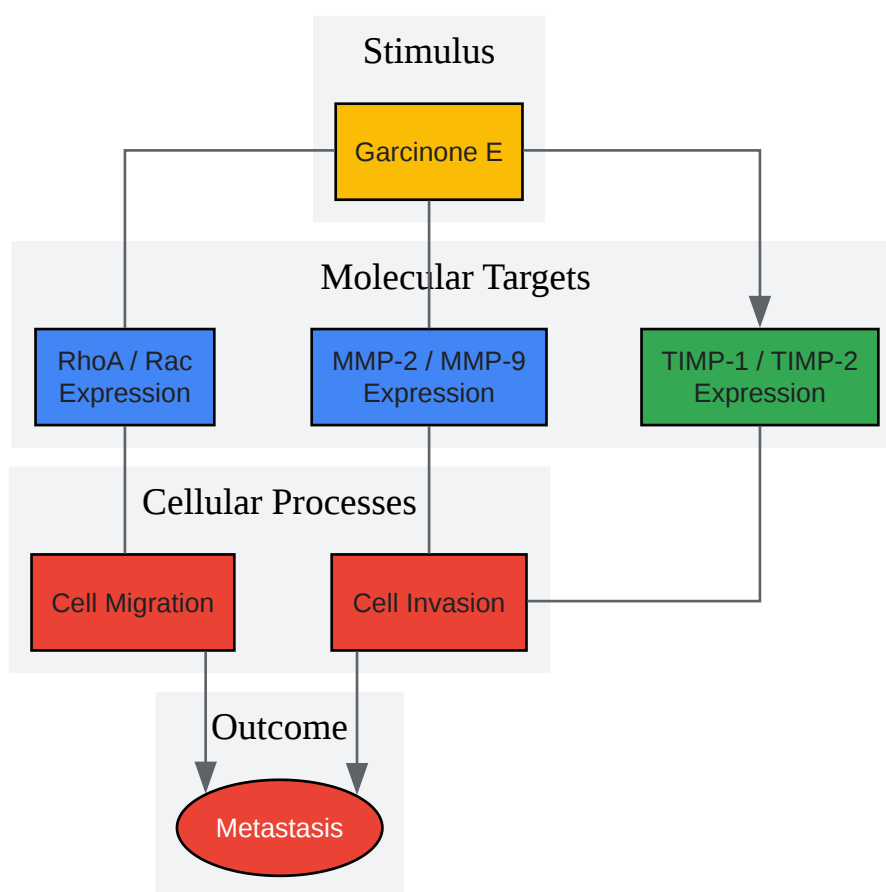 Stimulus
Garcinone E
Molecular Targets
RhoA / Rac
Expression
MMP-2 / MMP-9
Expression
TIMP-1 / TIMP-2
Expression
Cellular Processes
Cell Migration
Cell Invasion
Outcome
Metastasis